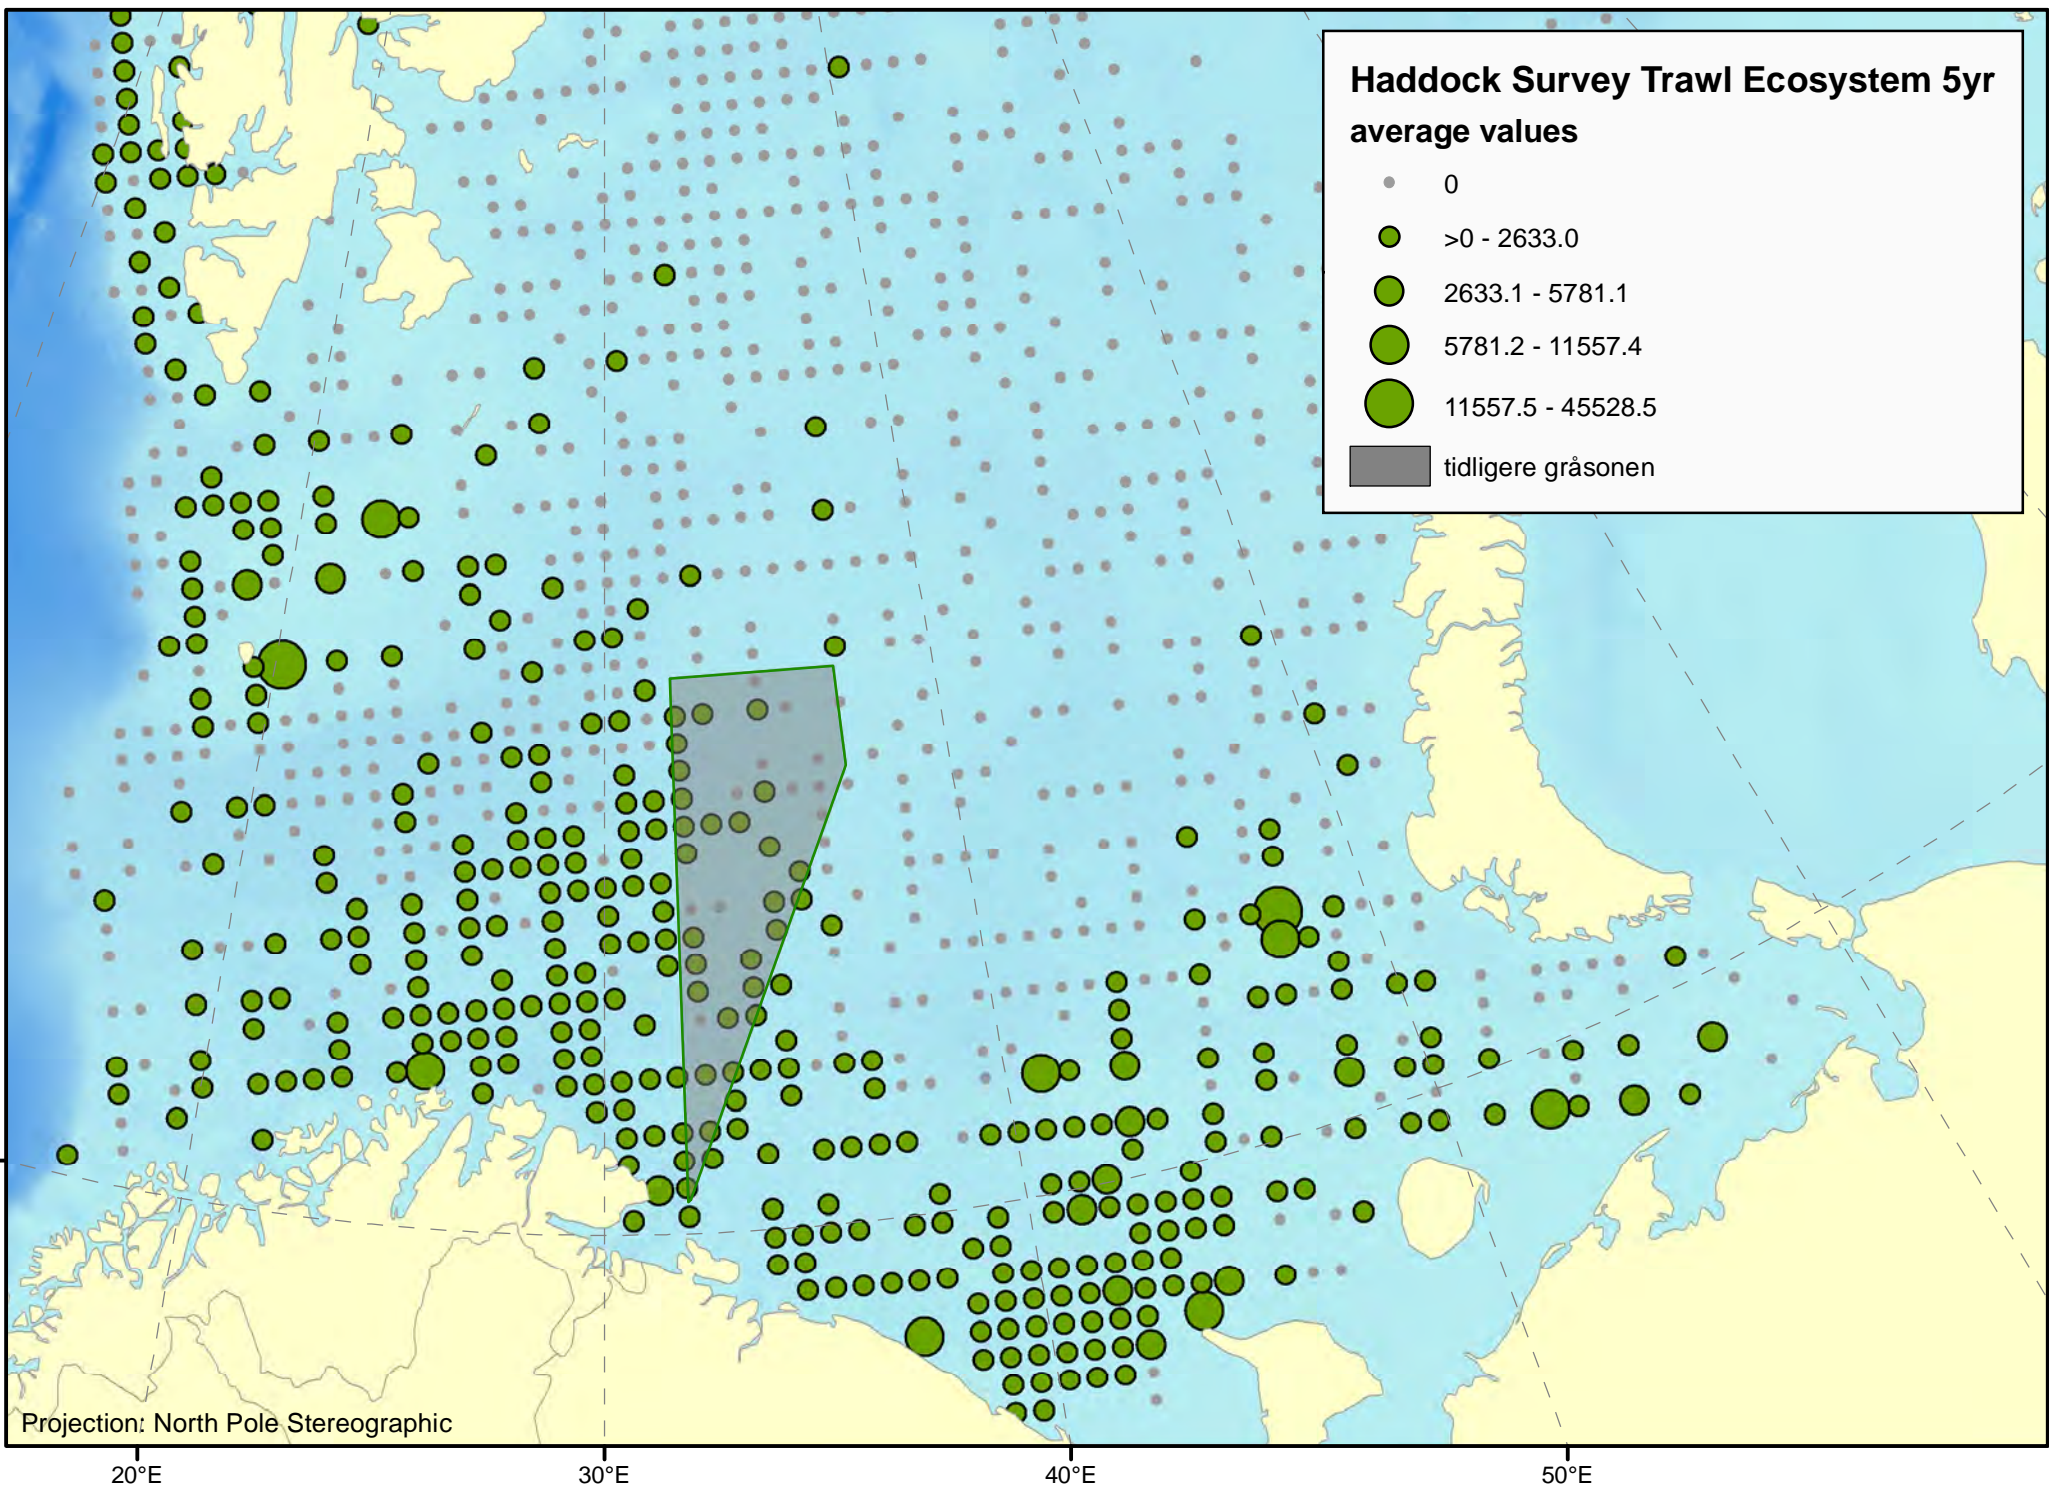 Haddock Survey Trawl Ecosystem 5yr
average values
0
>0 - 2633.0
2633.1 - 5781.1
5781.2 - 11557.4
11557.5 - 45528.5
tidligere gråsonen
Projection: North Pole Stereographic
20°E
30°E
40°E
50°E